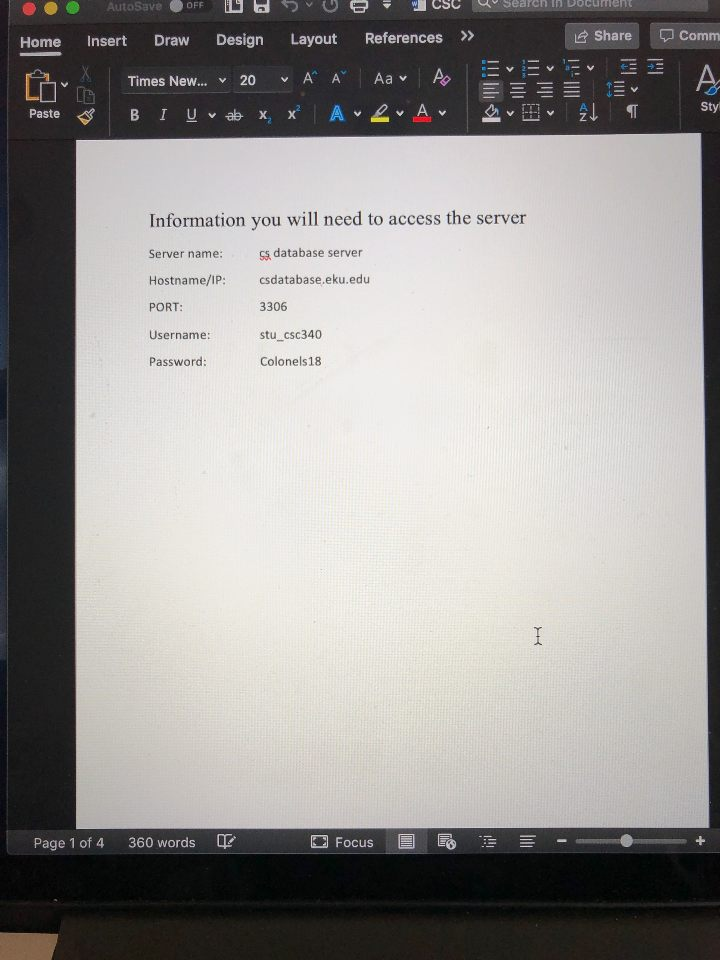 AutoSave OFF CSC Search in Document
Home Insert Draw Design Layout References >> Share Comm
Times New... 20 Aa
Paste B I U ab x₂ x² A A A Z ¶ Sty
Information you will need to access the server
Server name: cs database server
Hostname/IP: csdatabase.eku.edu
PORT: 3306
Username: stu_csc340
Password: Colonels18
Page 1 of 4 360 words Focus